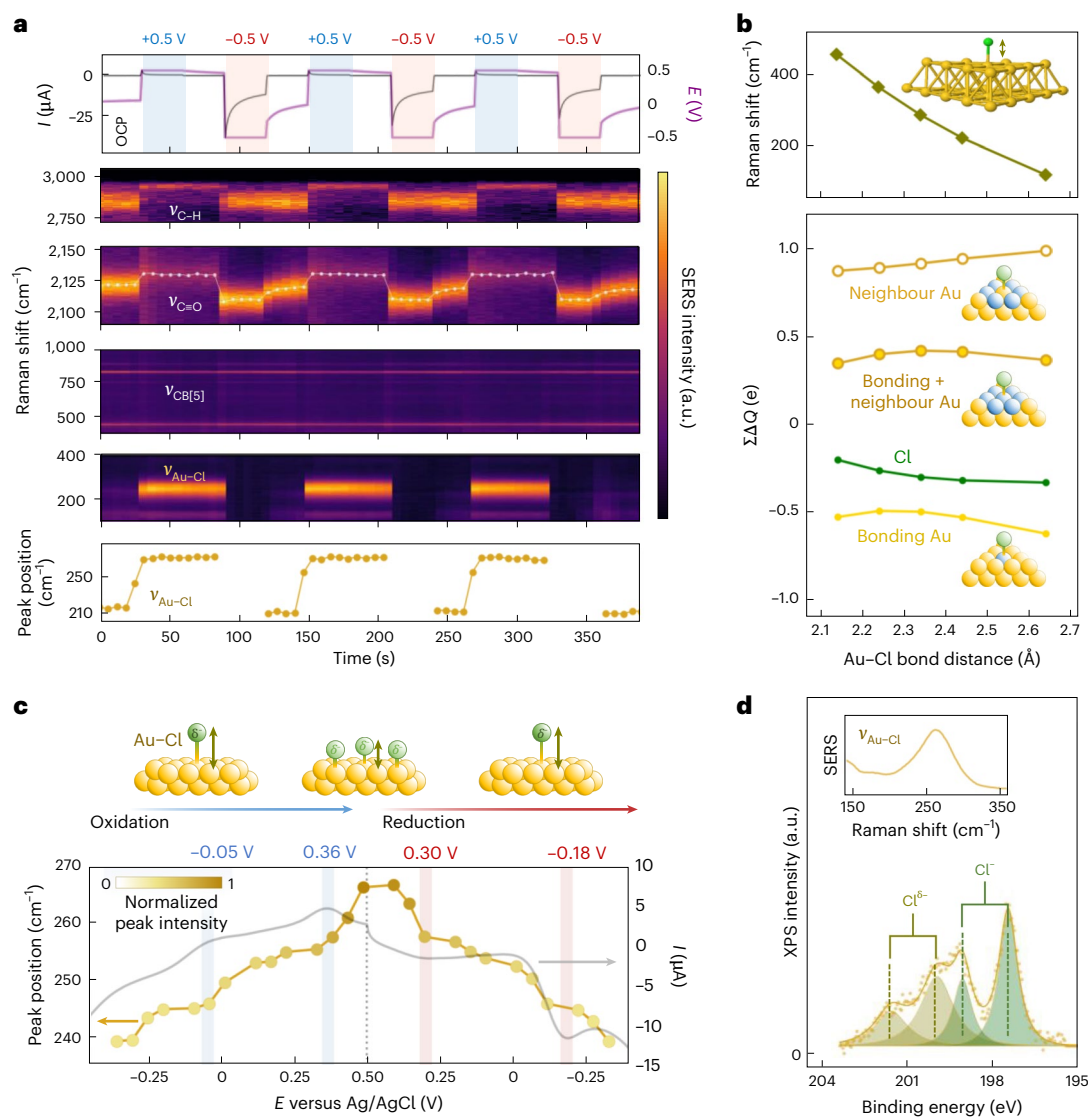 a
+0.5 V −0.5 V +0.5 V −0.5 V +0.5 V −0.5 V
I (µA)
0
−25
OCP
0.5
0
−0.5
E (V)
3,000
2,750
νC–H
2,150
2,125
2,100
νC≡O
Raman shift (cm−1)
1,000
750
500
νCB[5]
400
200
νAu–Cl
SERS intensity (a.u.)
Peak position
(cm−1)
250
210
νAu–Cl
0 50 100 150 200 250 300 350
Time (s)
b
Raman shift (cm−1)
400
200
ΣΔQ (e)
1.0
0.5
0
−0.5
−1.0
Neighbour Au
Bonding +
neighbour Au
Cl
Bonding Au
2.1 2.2 2.3 2.4 2.5 2.6 2.7
Au–Cl bond distance (Å)
c
Au–Cl
δ− δ− δ− δ− δ−
Oxidation
Reduction
−0.05 V 0.36 V 0.30 V −0.18 V
0 1
Normalized
peak intensity
Peak position (cm−1)
270
260
250
240
10
5
0
−5
−10
−15
I (µA)
−0.25 0 0.25 0.50 0.25 0 −0.25
E versus Ag/AgCl (V)
d
SERS
νAu–Cl
150 250 350
Raman shift (cm−1)
XPS intensity (a.u.)
Clδ−
Cl−
0
204 201 198 195
Binding energy (eV)